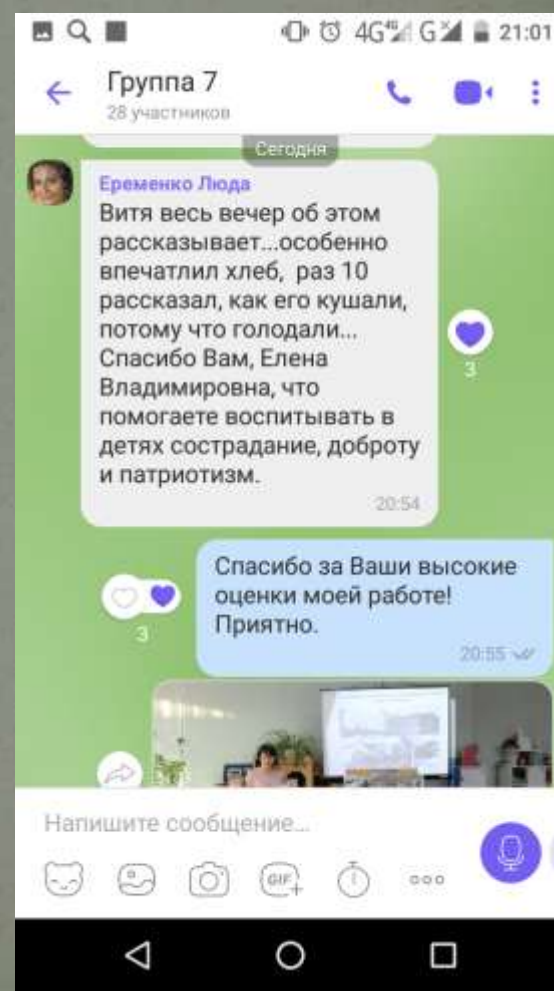 4G 4G G 21:01
Группа 7
28 участников
Сегодня
Еременко Люда
Витя весь вечер об этом
рассказывает...особенно
впечатлил хлеб, раз 10
рассказал, как его кушали,
потому что голодали...
Спасибо Вам, Елена
Владимировна, что
помогаете воспитывать в
детях сострадание, доброту
и патриотизм.
3
20:54
Спасибо за Ваши высокие
оценки моей работе!
Приятно.
3
20:55
Напишите сообщение...
GIF